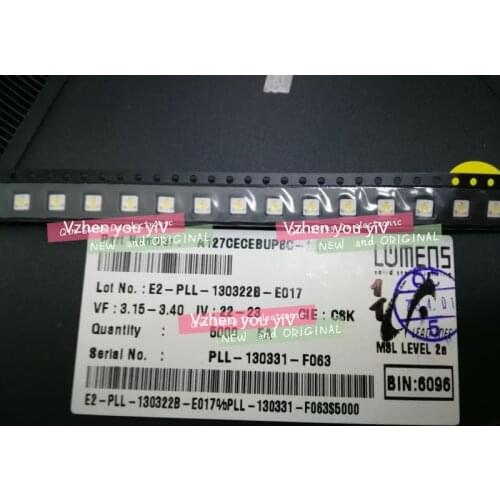 Vzhen you yiV
NEW and ORIGINAL
Vzhen you yiV
NEW and ORIGINAL
LUMENS
Lot No. : E2-PLL-130322B-E017
VF : 3.15-3.40 IV : 22-23 CIE : C8K
Vzhen you yiV
NEW and ORIGINAL
Quantity : 5000
Serial No. : PLL-130331-F063
MSL LEVEL 2a
BIN:6096
E2-PLL-130322B-E017%PLL-130331-F063$5000